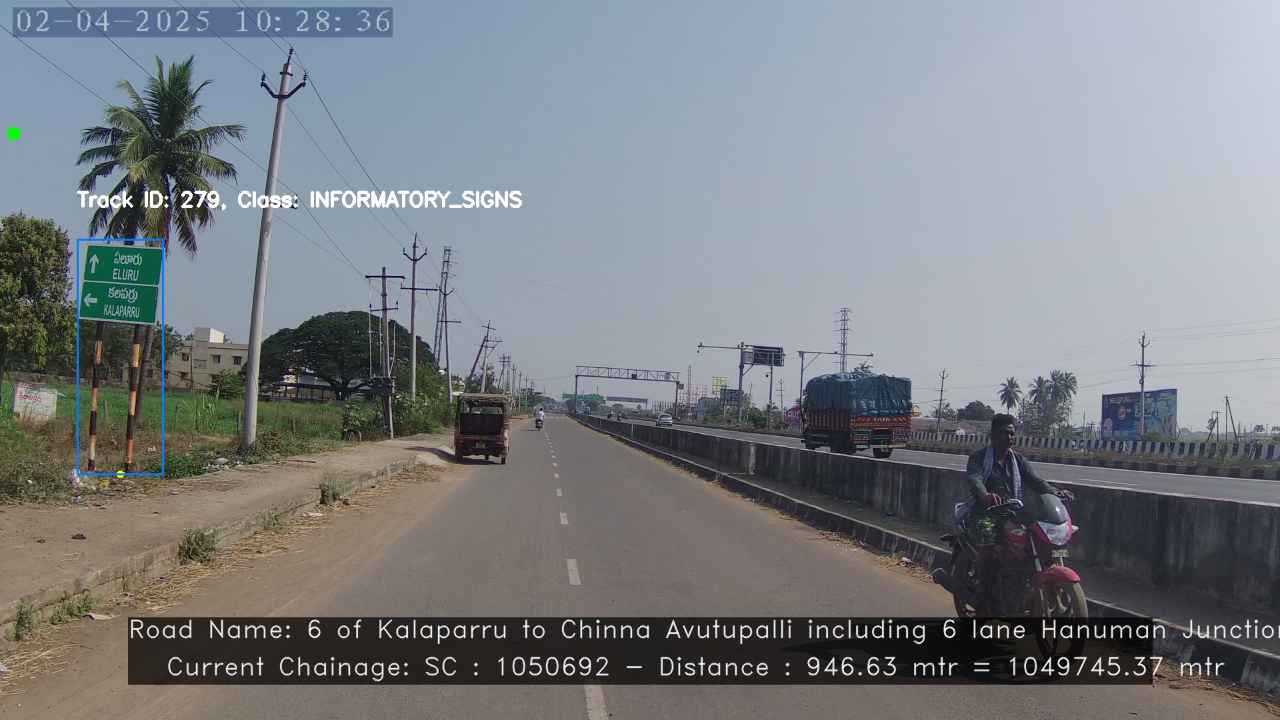 02-04-2025 10:28:36
Track ID: 279, Class: INFORMATORY_SIGNS
ఏలూరు
ELURU
కలపర్రు
KALAPARRU
Road Name: 6 of Kalaparru to Chinna Avutupalli including 6 lane Hanuman Junction
Current Chainage: SC : 1050692 - Distance : 946.63 mtr = 1049745.37 mtr